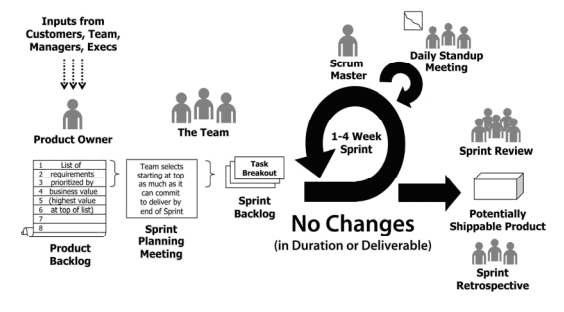 Inputs from
Customers, Team,
Managers, Execs
Product Owner
1 List of
2 requirements
3 prioritized by
4 business value
5 (highest value
6 at top of list)
7
8
Product
Backlog
The Team
Team selects
starting at top
as much as it
can commit
to deliver by
end of Sprint
Sprint
Planning
Meeting
Task
Breakout
Sprint
Backlog
Scrum
Master
Daily Standup
Meeting
1-4 Week
Sprint
No Changes
(in Duration or Deliverable)
Sprint Review
Potentially
Shippable Product
Sprint
Retrospective